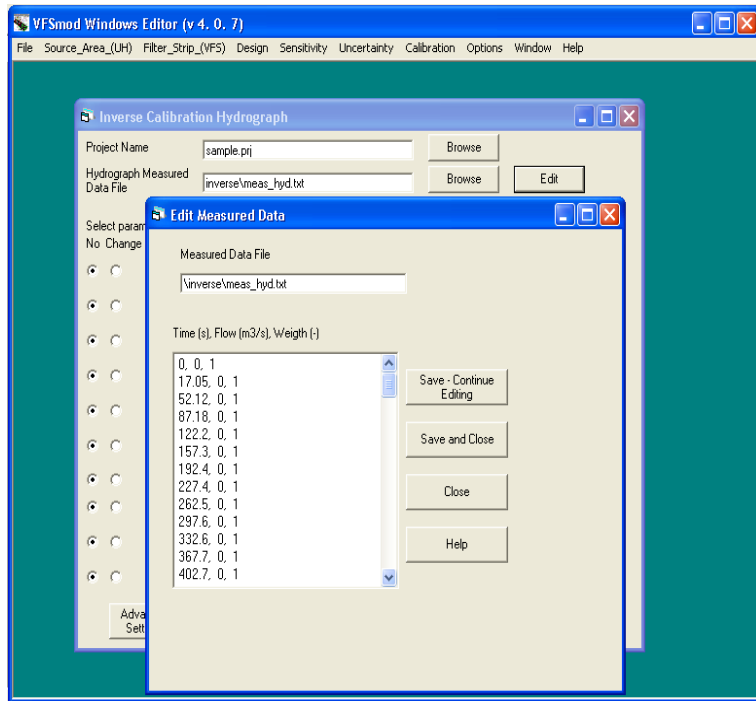 VFSmod Windows Editor (v 4. 0. 7)
File Source_Area_(UH) Filter_Strip_(VFS) Design Sensitivity Uncertainty Calibration Options Window Help
Inverse Calibration Hydrograph
Project Name
sample.prj
Browse
Hydrograph Measured
Data File
inverse\meas_hyd.txt
Browse
Edit
Select param
No Change
Edit Measured Data
Measured Data File
\inverse\meas_hyd.txt
Time (s), Flow (m3/s), Weigth (-)
0, 0, 1
17.05, 0, 1
52.12, 0, 1
87.18, 0, 1
122.2, 0, 1
157.3, 0, 1
192.4, 0, 1
227.4, 0, 1
262.5, 0, 1
297.6, 0, 1
332.6, 0, 1
367.7, 0, 1
402.7, 0, 1
Save - Continue
Editing
Save and Close
Close
Help
Adva
Sett